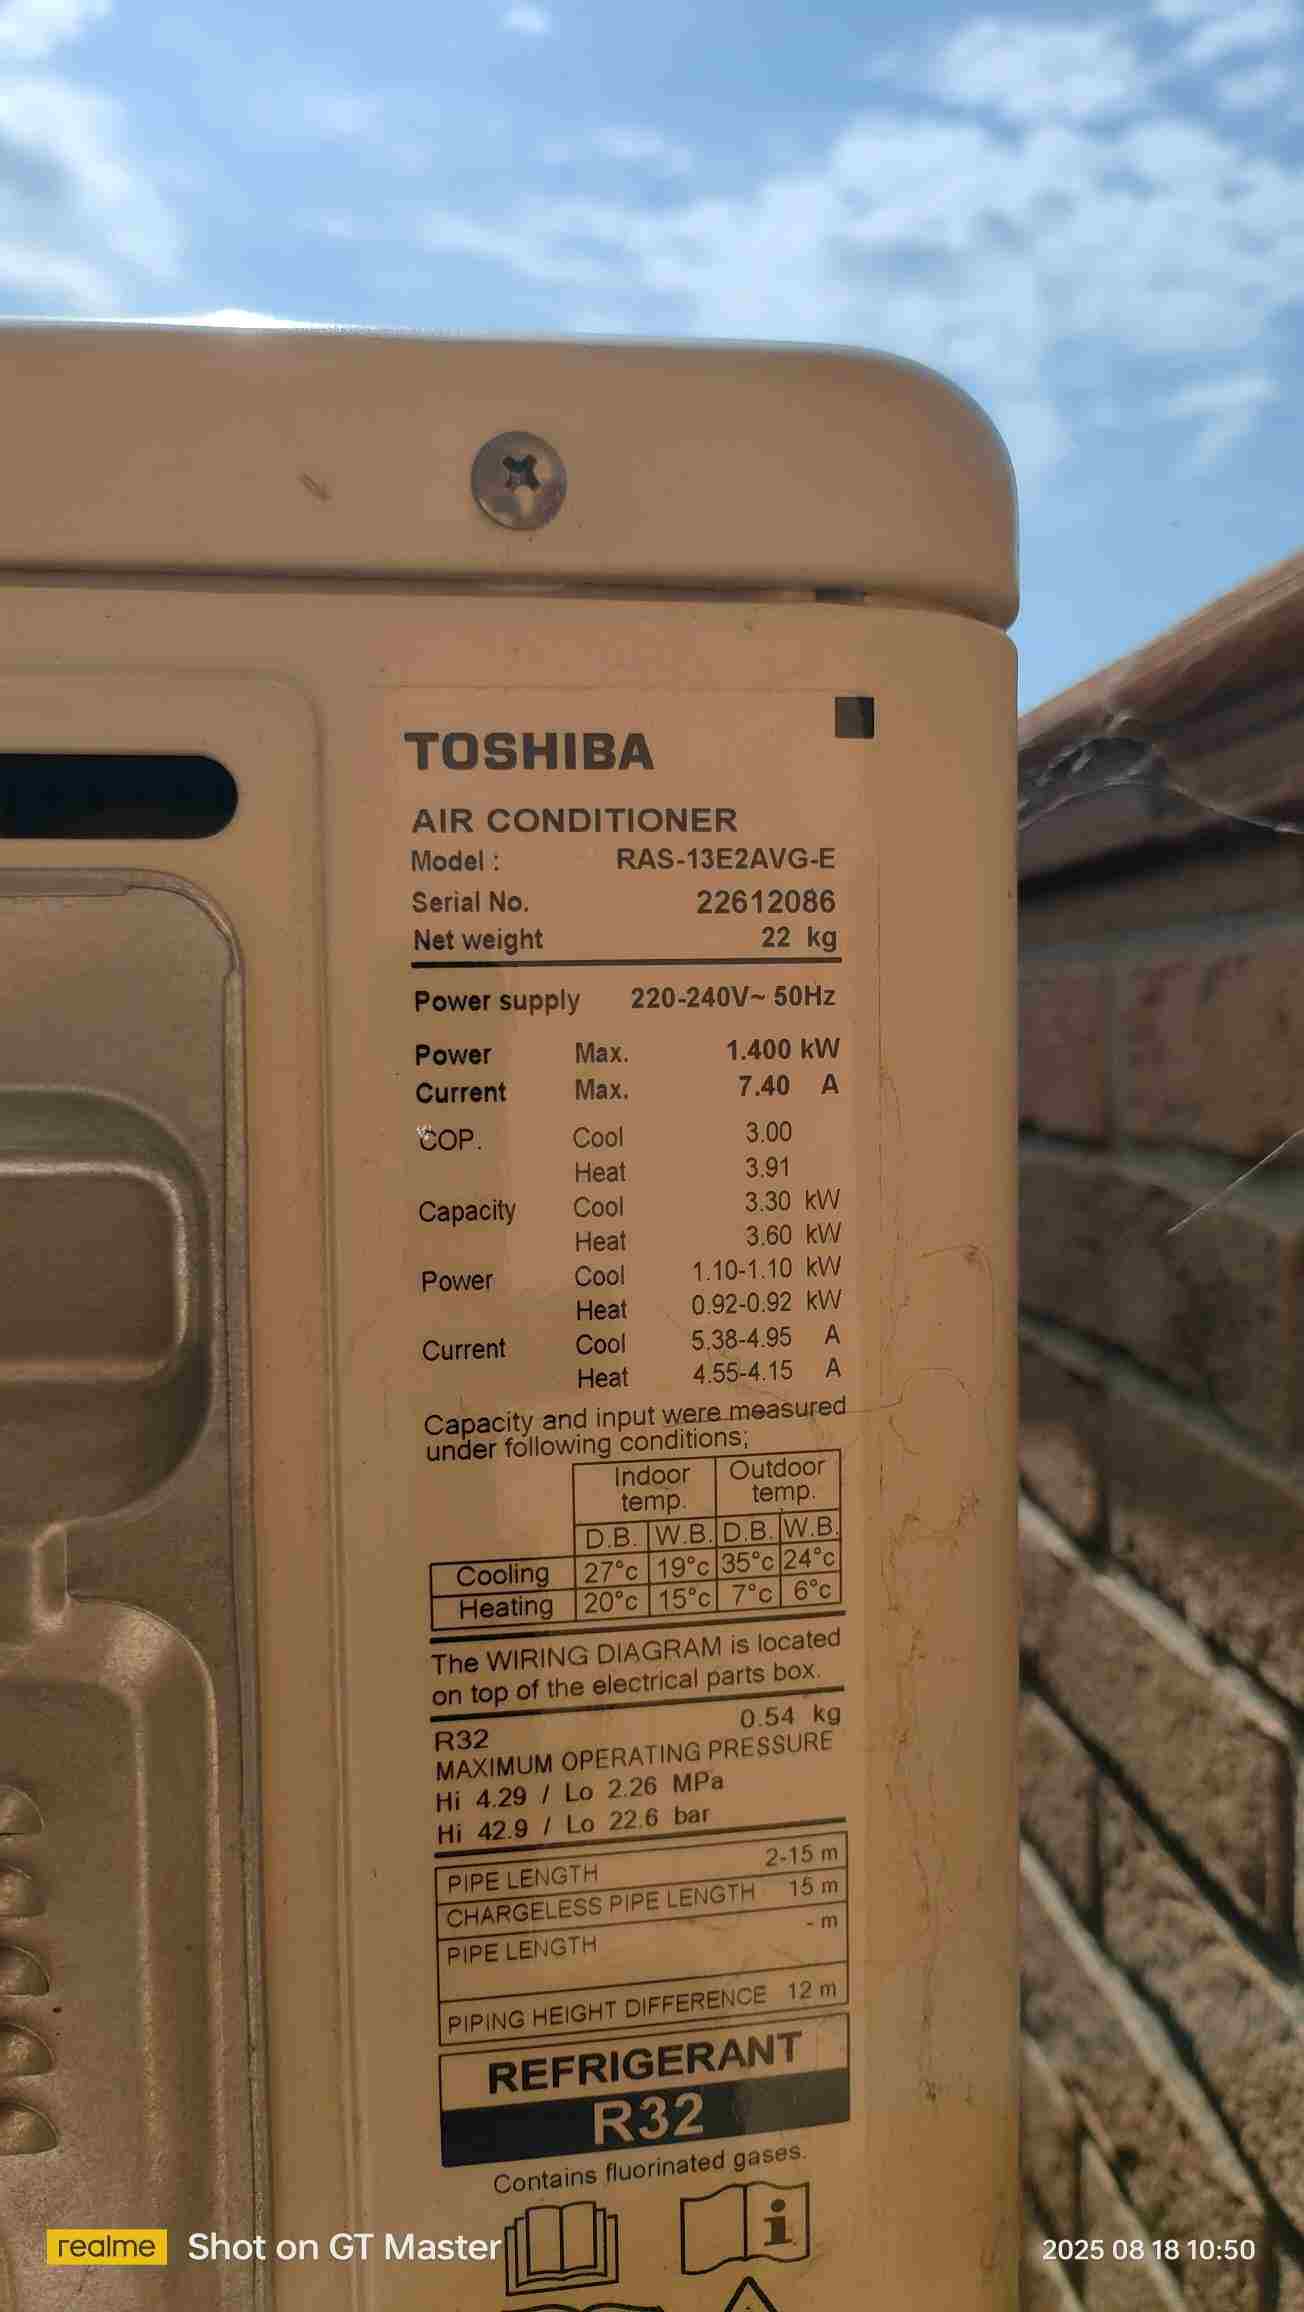 TOSHIBA
AIR CONDITIONER
Model : RAS-13E2AVG-E
Serial No. 22612086
Net weight 22 kg
Power supply 220-240V~ 50Hz
Power Max. 1.400 kW
Current Max. 7.40 A
COP. Cool 3.00
Heat 3.91
Capacity Cool 3.30 kW
Heat 3.60 kW
Power Cool 1.10-1.10 kW
Heat 0.92-0.92 kW
Current Cool 5.38-4.95 A
Heat 4.55-4.15 A
Capacity and input were measured
under following conditions;
Indoor temp. Outdoor temp.
D.B. W.B. D.B. W.B.
Cooling 27°c 19°c 35°c 24°c
Heating 20°c 15°c 7°c 6°c
The WIRING DIAGRAM is located
on top of the electrical parts box.
R32 0.54 kg
MAXIMUM OPERATING PRESSURE
Hi 4.29 / Lo 2.26 MPa
Hi 42.9 / Lo 22.6 bar
PIPE LENGTH 2-15 m
CHARGELESS PIPE LENGTH 15 m
PIPE LENGTH - m
PIPING HEIGHT DIFFERENCE 12 m
REFRIGERANT
R32
Contains fluorinated gases.
i
realme Shot on GT Master
2025 08 18 10:50